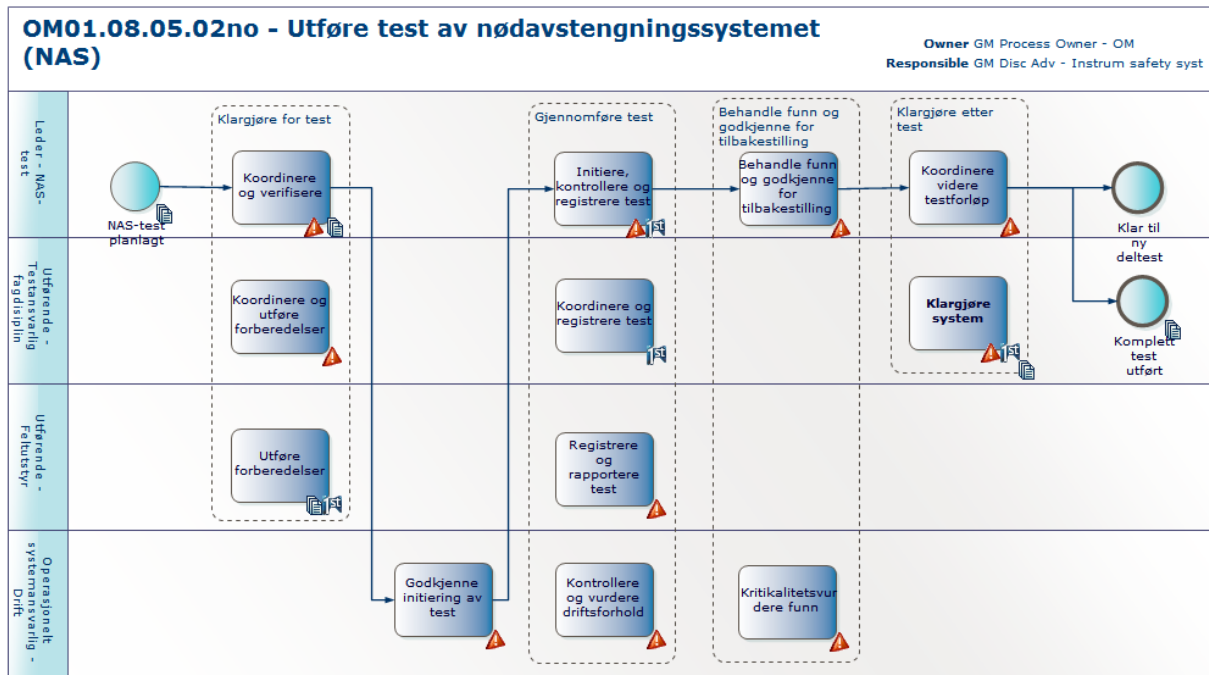 OM01.08.05.02no - Utføre test av nødavstengningssystemet
(NAS)
Owner GM Process Owner - OM
Responsible GM Disc Adv - Instrum safety syst
Leder - NAS-
test
Klargjøre for test
Gjennomføre test
Behandle funn og
godkjenne for
tilbakestilling
Klargjøre etter
test
NAS-test
planlagt
Koordinere
og verifisere
Initiere,
kontrollere og
registrere test
1st
Behandle funn
og godkjenne
for
tilbakestilling
Koordinere
videre
testforløp
Klar til
ny
deltest
Utførende -
Testansvarlig
fagdisiplin
Koordinere og
utføre
forberedelser
Koordinere og
registrere test
1st
Klargjøre
system
1st
Komplett
test
utført
Utførende -
Feltutstyr
Utføre
forberedelser
1st
Registrere
og
rapportere
test
Operasjonelt
systemansvarlig -
Drift
Godkjenne
initiering av
test
Kontrollere
og vurdere
driftsforhold
Kritikalitetsvur
dere funn